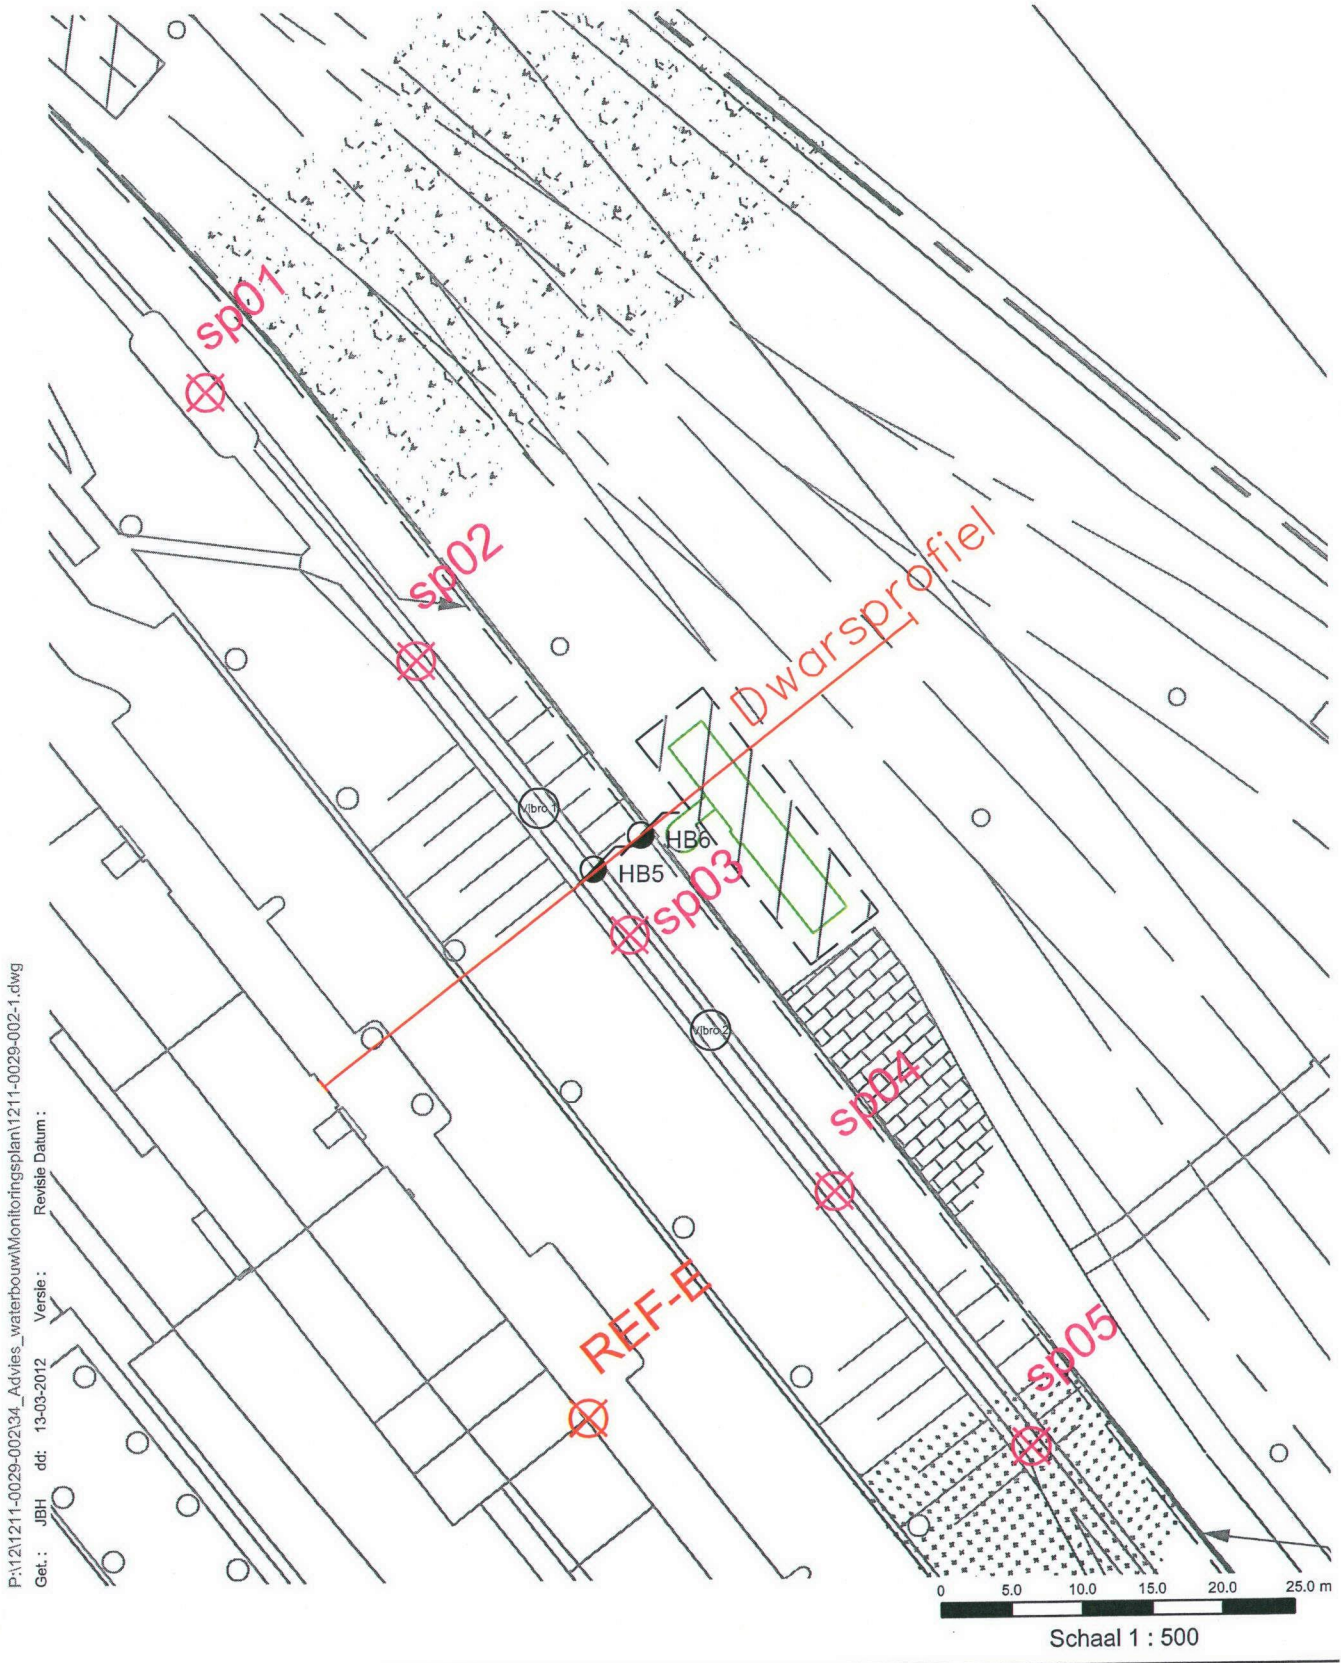 sp01
sp02
Dwarsprofiel
Vibro 1
HB6
HB5
sp03
Vibro 2
sp04
REF-E
sp05
P:\12\1211-0029-002\34_Advies_waterbouw\Monitoringsplan\1211-0029-002-1.dwg
Get.: JBH dd: 13-03-2012 Versie: Revisie Datum:
0 5.0 10.0 15.0 20.0 25.0 m
Schaal 1 : 500